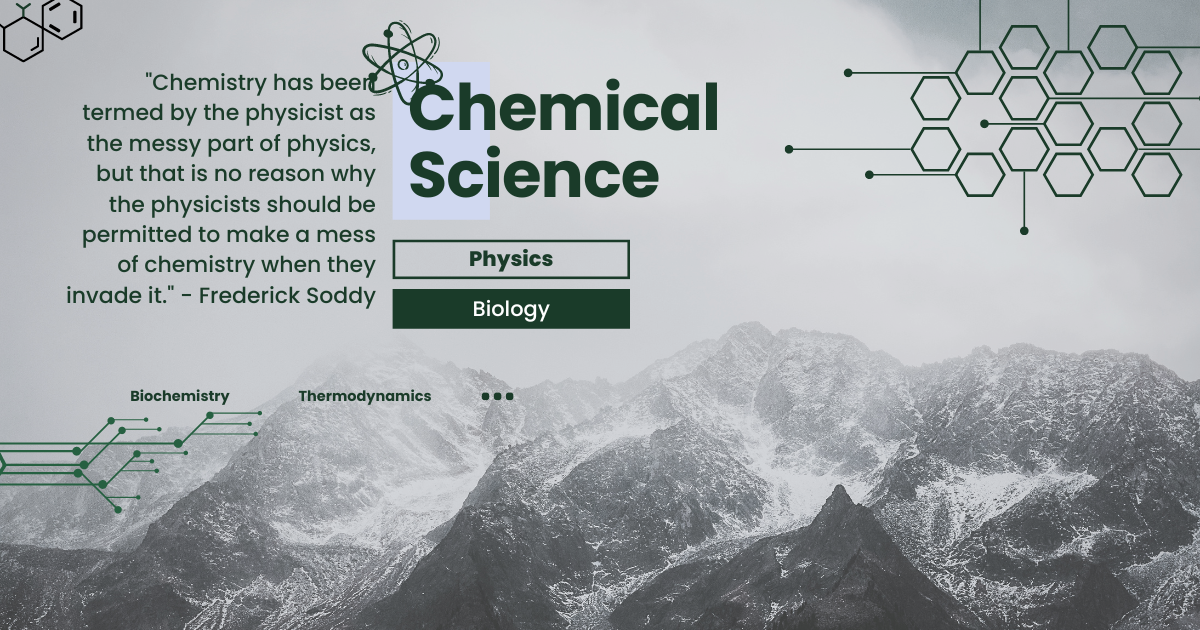 "Chemistry has been
termed by the physicist as
the messy part of physics,
but that is no reason why
the physicists should be
permitted to make a mess
of chemistry when they
invade it." - Frederick Soddy
Chemical
Science
Physics
Biology
Biochemistry
Thermodynamics